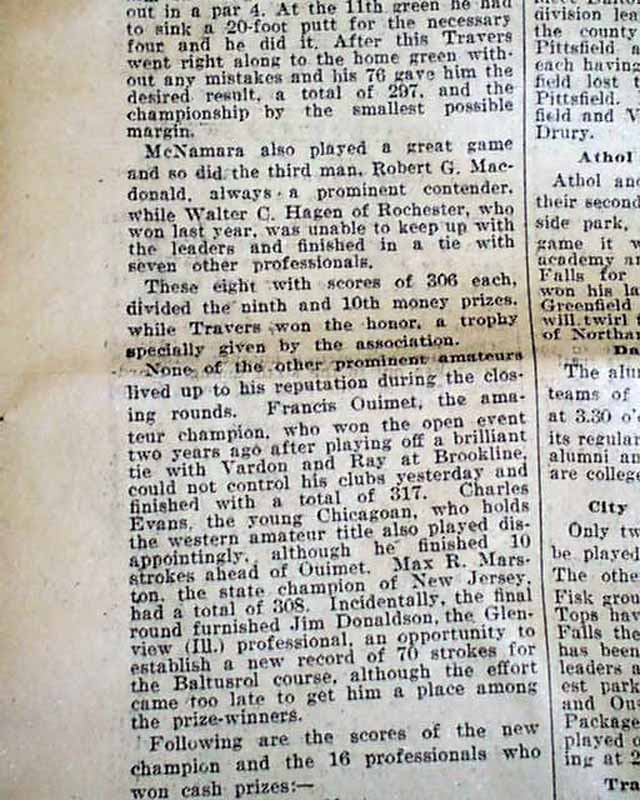 out in a par 4. At the 11th green he had
to sink a 20-foot putt for the necessary
four and he did it. After this Travers
went right along to the home green with-
out any mistakes and his 76 gave him the
desired result, a total of 297, and the
championship by the smallest possible
margin.
McNamara also played a great game
and so did the third man, Robert G. Mac-
donald, always a prominent contender,
while Walter C. Hagen of Rochester, who
won last year, was unable to keep up with
the leaders and finished in a tie with
seven other professionals.
These eight with scores of 306 each,
divided the ninth and 10th money prizes,
while Travers won the honor, a trophy
specially given by the association.
None of the other prominent amateurs
lived up to his reputation during the clos-
ing rounds. Francis Ouimet, the ama-
teur champion, who won the open event
two years ago after playing off a brilliant
tie with Vardon and Ray at Brookline,
could not control his clubs yesterday and
finished with a total of 317. Charles
Evans, the young Chicagoan, who holds
the western amateur title also played dis-
appointingly, although he finished 10
strokes ahead of Ouimet. Max R. Mars-
ton, the state champion of New Jersey,
had a total of 308. Incidentally, the final
round furnished Jim Donaldson, the Glen-
view (Ill.) professional, an opportunity to
establish a new record of 70 strokes for
the Baltusrol course, although the effort
came too late to get him a place among
the prize-winners.
Following are the scores of the new
champion and the 16 professionals who
won cash prizes:—
division
the county
Pittsfield,
each having
field lost
Pittsfield.
field and
Drury.
Athol
Athol and
their second
side park,
game it
academy
Falls for
won his
Greenfield
will twirl
of
The
teams of
at 3.30
its regular
alumni
are
City
Only
be played
The
Fisk
Tops
Falls the
has been
leaders
est park
and
Package
played
ing at